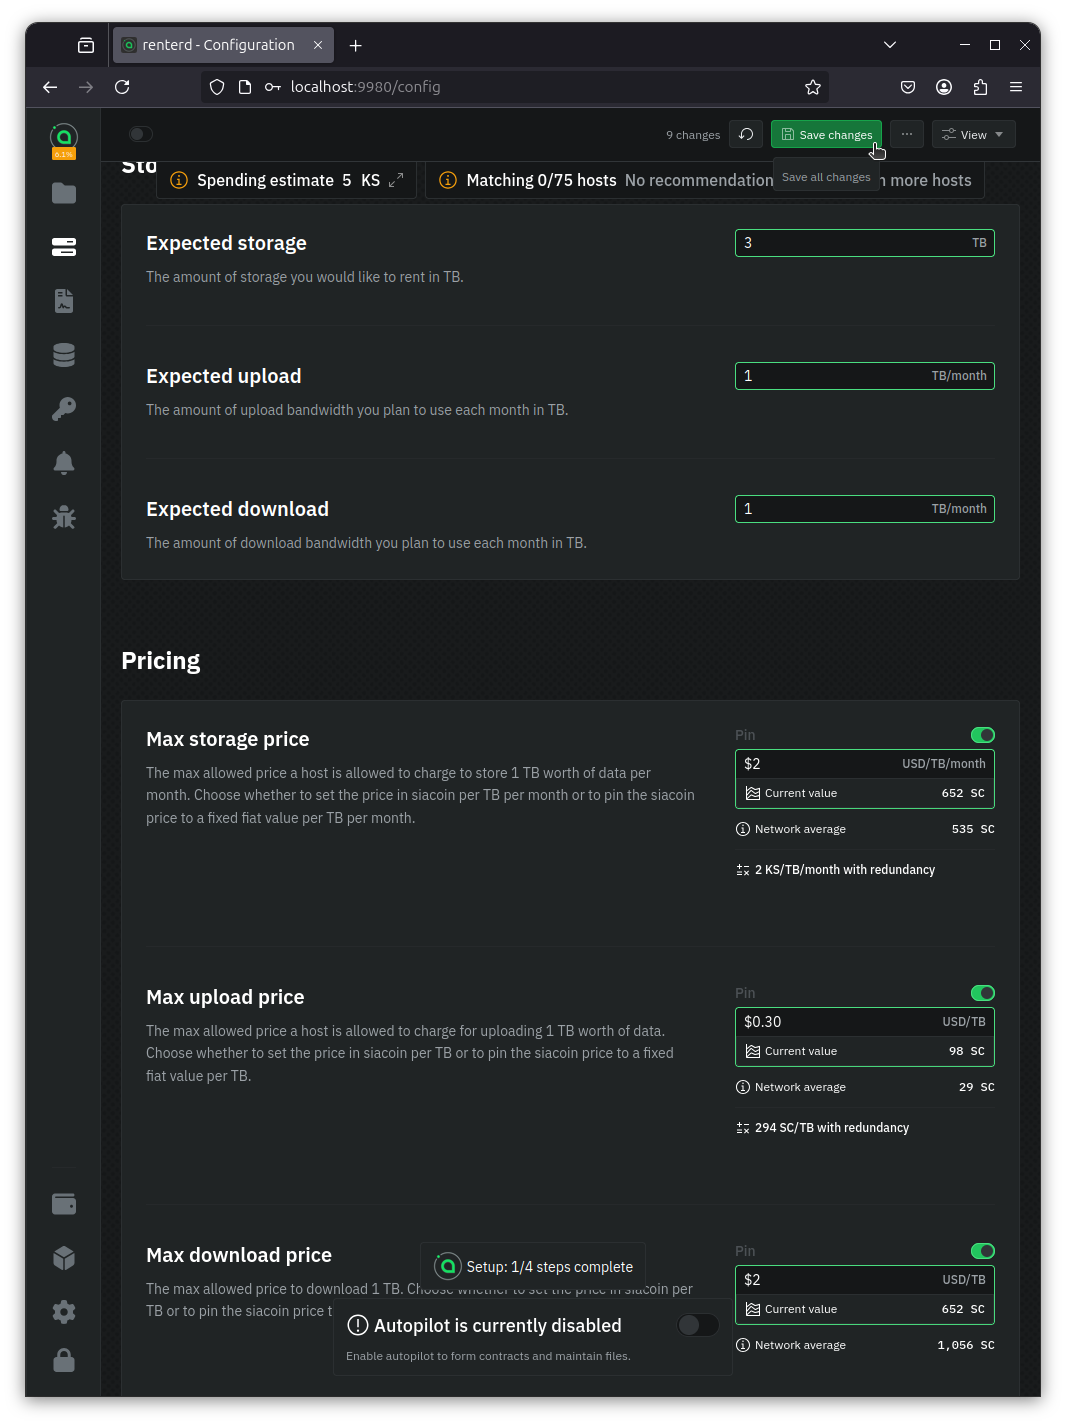 renterd - Configuration
localhost:9980/config
6.1%
9 changes
Save changes
View
Save all changes
Sto
Spending estimate 5 KS
Matching 0/75 hosts No recommendation
more hosts
Expected storage
3 TB
The amount of storage you would like to rent in TB.
Expected upload
1 TB/month
The amount of upload bandwidth you plan to use each month in TB.
Expected download
1 TB/month
The amount of download bandwidth you plan to use each month in TB.
Pricing
Max storage price
The max allowed price a host is allowed to charge to store 1 TB worth of data per
month. Choose whether to set the price in siacoin per TB per month or to pin the siacoin
price to a fixed fiat value per TB per month.
Pin
$2 USD/TB/month
Current value 652 SC
Network average 535 SC
2 KS/TB/month with redundancy
Max upload price
The max allowed price a host is allowed to charge for uploading 1 TB worth of data.
Choose whether to set the price in siacoin per TB or to pin the siacoin price to a fixed
fiat value per TB.
Pin
$0.30 USD/TB
Current value 98 SC
Network average 29 SC
294 SC/TB with redundancy
Max download price
The max allowed price to download 1 TB. Choose whether to set the price in siacoin per
TB or to pin the siacoin price t
Pin
$2 USD/TB
Current value 652 SC
Network average 1,056 SC
Setup: 1/4 steps complete
Autopilot is currently disabled
Enable autopilot to form contracts and maintain files.